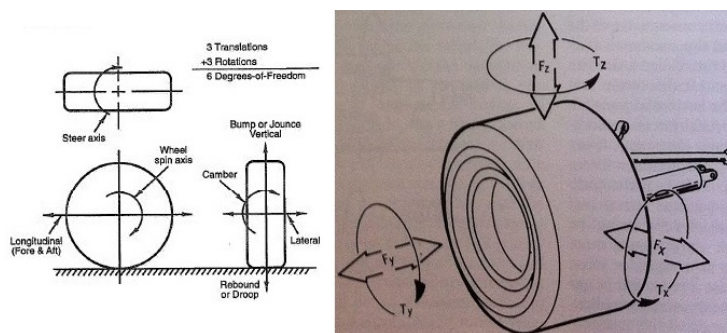 3 Translations
+3 Rotations
6 Degrees-of-Freedom
Steer axis
Bump or Jounce
Vertical
Wheel
spin axis
Camber
Longitudinal
(Fore & Aft)
Lateral
Rebound
or Droop
Fz
Tz
Fy
Ty
Fx
Tx